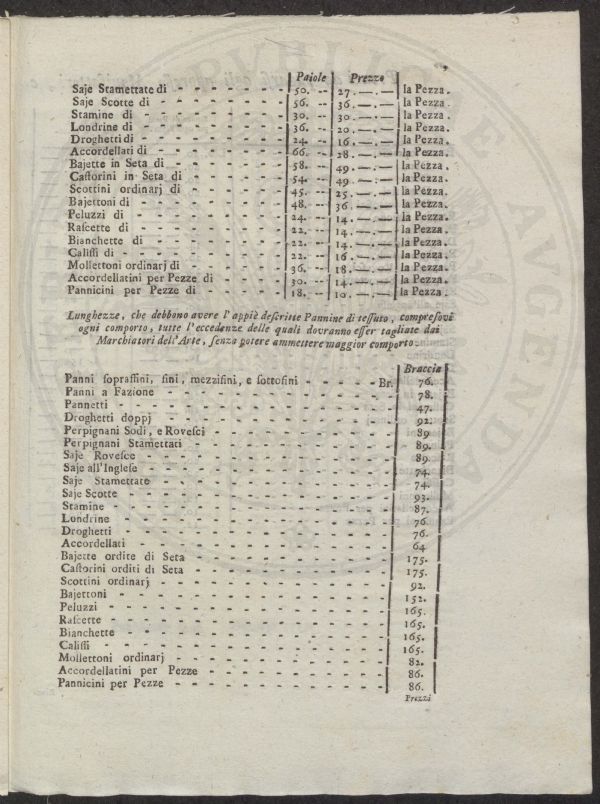 Paiole | Prezzo
Saje Stamettate di - - - - - - - | 50. -- | 27. —.— | la Pezza.
Saje Scotte di - - - - - - - - | 56. -- | 36. —.— | la Pezza.
Stamine di - - - - - - - - - | 30. -- | 30. —.— | la Pezza.
Londrine di - - - - - - - - - | 36. -- | 20. —.— | la Pezza.
Droghetti di - - - - - - - - - | 24. -- | 16. —.— | la Pezza.
Accordellati di - - - - - - - - | 66. -- | 28. —.— | la Pezza.
Bajette in Seta di - - - - - - - | 58. -- | 49. —.— | la Pezza.
Castorini in Seta di - - - - - - | 54. -- | 49. —.— | la Pezza.
Scottini ordinarj di - - - - - - | 45. -- | 25. —.— | la Pezza.
Bajettoni di - - - - - - - - - | 48. -- | 36. —.— | la Pezza.
Peluzzi di - - - - - - - - - | 24. -- | 14. —.— | la Pezza.
Rascette di - - - - - - - - - | 22. -- | 14. —.— | la Pezza.
Bianchette di - - - - - - - - | 22. -- | 14. —.— | la Pezza.
Calissi di - - - - - - - - - | 22. -- | 16. —.— | la Pezza.
Mollettoni ordinarj di - - - - - - | 36. -- | 18. —.— | la Pezza.
Accordellatini per Pezze di - - - - | 30. -- | 14. —.— | la Pezza.
Pannicini per Pezze di - - - - - | 18. -- | 10. —.— | la Pezza.
Lunghezze, che debbono avere l'appiè descritte Pannine di tessuto, compresovi
ogni comporto, tutte l'eccedenze delle quali dovranno esser tagliate dai
Marchiatori dell'Arte, senza potere ammettere maggior comporto.
Braccia
Panni soprassini, fini, mezzifini, e sottofini - - - - - Br. | 76.
Panni a Fazione - - - - - - - - - - - | 78.
Pannetti - - - - - - - - - - - - - | 47.
Droghetti doppj - - - - - - - - - - - | 92.
Perpignani Sodi, e Rovesci - - - - - - - - - | 89
Perpignani Stamettati - - - - - - - - - - | 89.
Saje Rovesce - - - - - - - - - - - - | 89.
Saje all'Inglese - - - - - - - - - - - | 74.
Saje Stamettate - - - - - - - - - - - | 74.
Saje Scotte - - - - - - - - - - - - | 93.
Stamine - - - - - - - - - - - - - | 87.
Londrine - - - - - - - - - - - - - | 76.
Droghetti - - - - - - - - - - - - - | 76.
Accordellati - - - - - - - - - - - - | 64
Bajette ordite di Seta - - - - - - - - - - | 175.
Castorini orditi di Seta - - - - - - - - - | 175.
Scottini ordinarj - - - - - - - - - - - | 92.
Bajettoni - - - - - - - - - - - - - | 152.
Peluzzi - - - - - - - - - - - - - | 165.
Rascette - - - - - - - - - - - - - | 165.
Bianchette - - - - - - - - - - - - | 165.
Calissi - - - - - - - - - - - - - | 165.
Mollettoni ordinarj - - - - - - - - - - | 82.
Accordellatini per Pezze - - - - - - - - - | 86.
Pannicini per Pezze - - - - - - - - - - | 86.
Prezzi